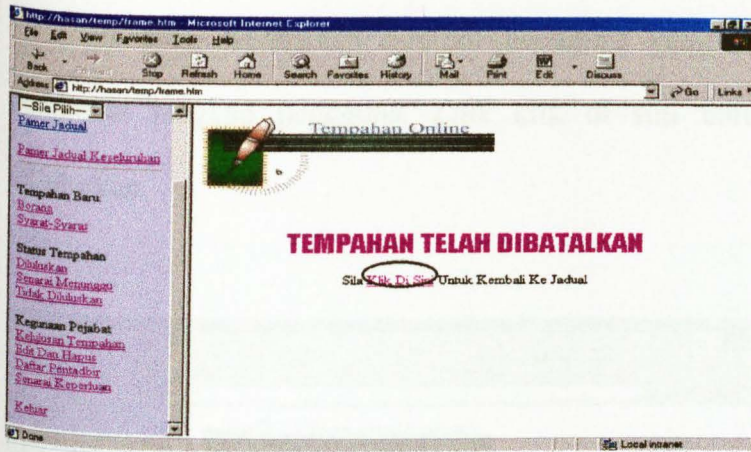 http://hasan/temp/frame.htm - Microsoft Internet Explorer
File Edit View Favorites Tools Help
Back Stop Refresh Home Search Favorites History Mail Print Edit Discuss
Address http://hasan/temp/frame.htm Go Links
--Sila Pilih--
Pamer Jadual
Pamer Jadual Keseluruhan
Tempahan Baru
Borang
Syarat-Syarat
Status Tempahan
Diluluskan
Senarai Menunggu
Tidak Diluluskan
Kegunaan Pejabat
Kelulusan Tempahan
Edit Dan Hapus
Daftar Pentadbir
Senarai Keperluan
Keluar
Tempahan Online
TEMPAHAN TELAH DIBATALKAN
Sila Klik Di Sini Untuk Kembali Ke Jadual
Done
Local intranet